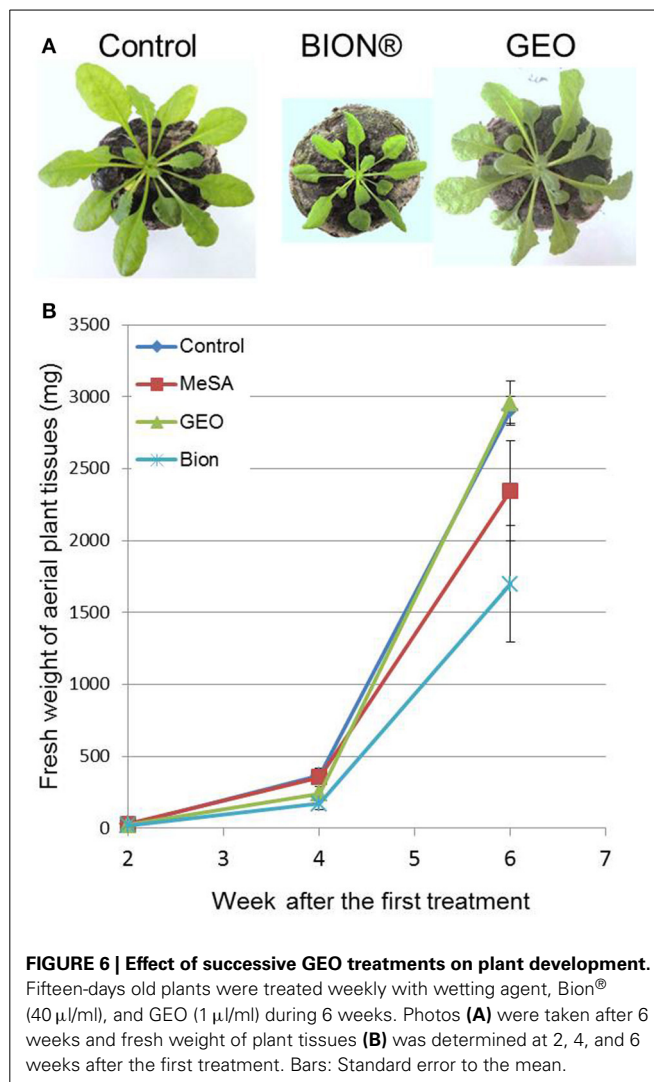 A Control BION® GEO
B
3500
3000
2500
2000
1500
1000
500
0
Control
MeSA
GEO
Bion
Fresh weight of aerial plant tissues (mg)
2 3 4 5 6 7
Week after the first treatment
FIGURE 6 | Effect of successive GEO treatments on plant development.
Fifteen-days old plants were treated weekly with wetting agent, Bion®
(40 μl/ml), and GEO (1 μl/ml) during 6 weeks. Photos (A) were taken after 6
weeks and fresh weight of plant tissues (B) was determined at 2, 4, and 6
weeks after the first treatment. Bars: Standard error to the mean.